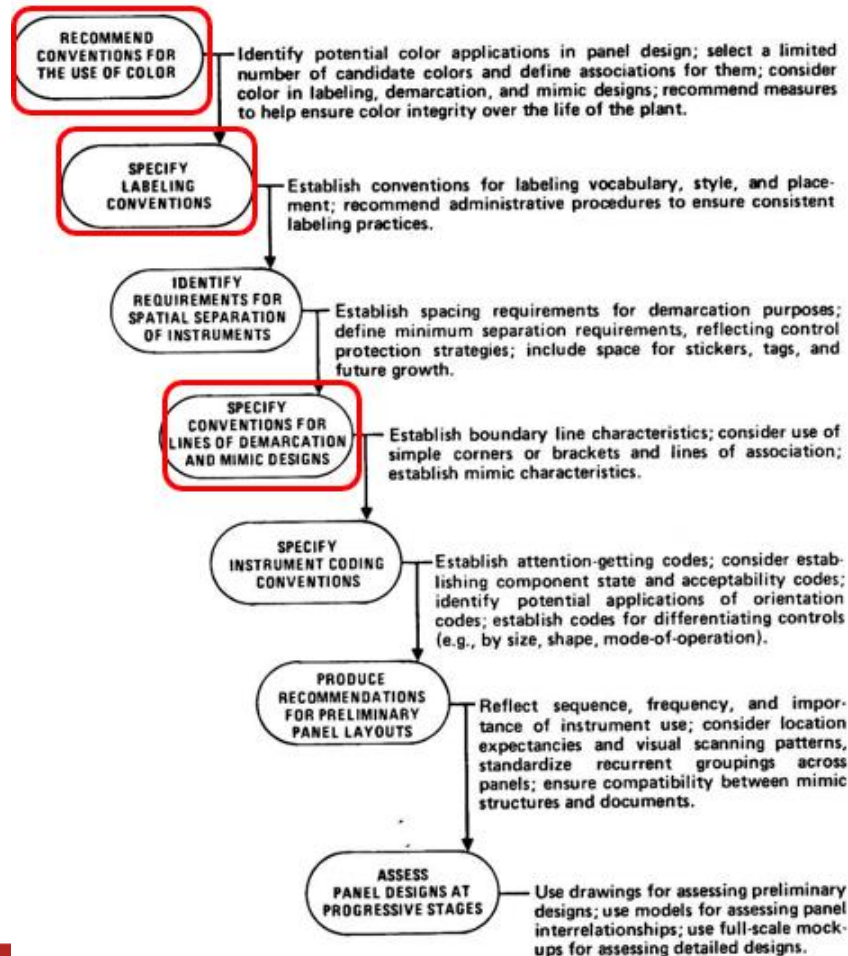 RECOMMEND
CONVENTIONS FOR
THE USE OF COLOR
Identify potential color applications in panel design; select a limited
number of candidate colors and define associations for them; consider
color in labeling, demarcation, and mimic designs; recommend measures
to help ensure color integrity over the life of the plant.
SPECIFY
LABELING
CONVENTIONS
Establish conventions for labeling vocabulary, style, and place-
ment; recommend administrative procedures to ensure consistent
labeling practices.
IDENTIFY
REQUIREMENTS FOR
SPATIAL SEPARATION
OF INSTRUMENTS
Establish spacing requirements for demarcation purposes;
define minimum separation requirements, reflecting control
protection strategies; include space for stickers, tags, and
future growth.
SPECIFY
CONVENTIONS FOR
LINES OF DEMARCATION
AND MIMIC DESIGNS
Establish boundary line characteristics; consider use of
simple corners or brackets and lines of association;
establish mimic characteristics.
SPECIFY
INSTRUMENT CODING
CONVENTIONS
Establish attention-getting codes; consider estab-
lishing component state and acceptability codes;
identify potential applications of orientation
codes; establish codes for differentiating controls
(e.g., by size, shape, mode-of-operation).
PRODUCE
RECOMMENDATIONS
FOR PRELIMINARY
PANEL LAYOUTS
Reflect sequence, frequency, and impor-
tance of instrument use; consider location
expectancies and visual scanning patterns,
standardize recurrent groupings across
panels; ensure compatibility between mimic
structures and documents.
ASSESS
PANEL DESIGNS AT
PROGRESSIVE STAGES
Use drawings for assessing preliminary
designs; use models for assessing panel
interrelationships; use full-scale mock-
ups for assessing detailed designs.